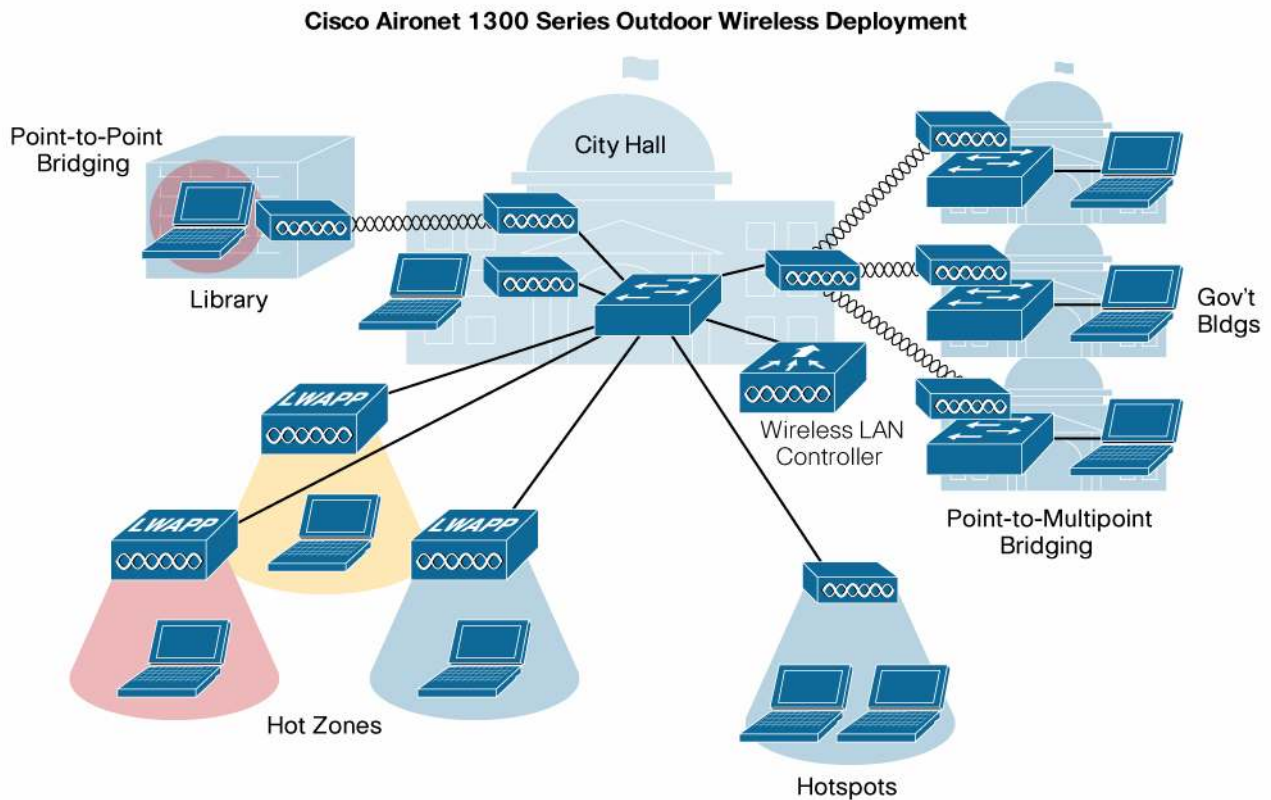 Cisco Aironet 1300 Series Outdoor Wireless Deployment
Point-to-Point
Bridging
City Hall
Library
Gov't
Bldgs
LWAPP
Wireless LAN
Controller
LWAPP
LWAPP
Point-to-Multipoint
Bridging
Hot Zones
Hotspots